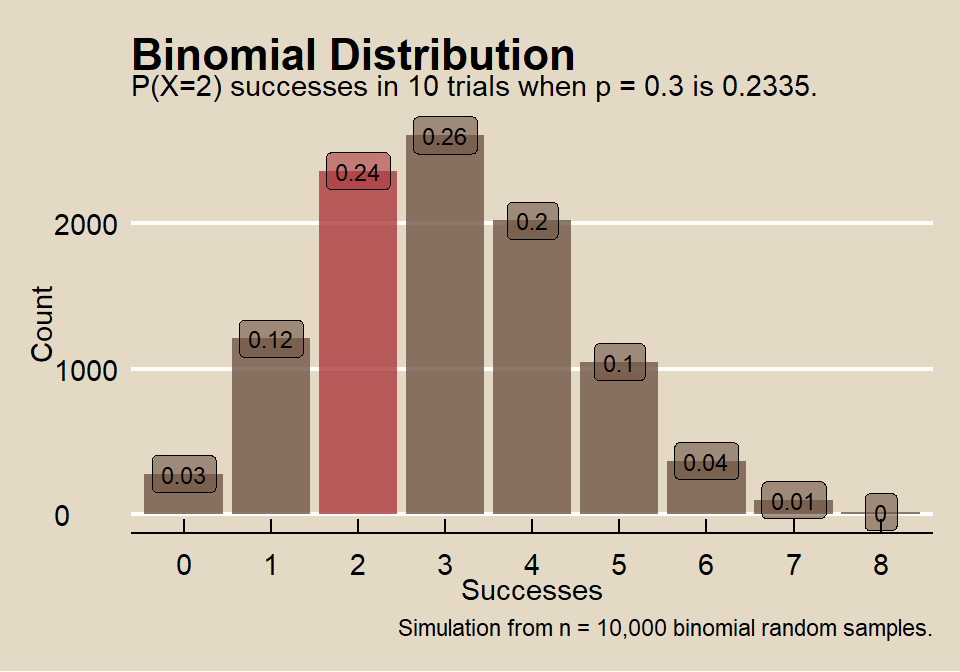 Binomial Distribution
P(X=2) successes in 10 trials when p = 0.3 is 0.2335.
Count
2000
1000
0
0.03
0.12
0.24
0.26
0.2
0.1
0.04
0.01
0
0 1 2 3 4 5 6 7 8
Successes
Simulation from n = 10,000 binomial random samples.